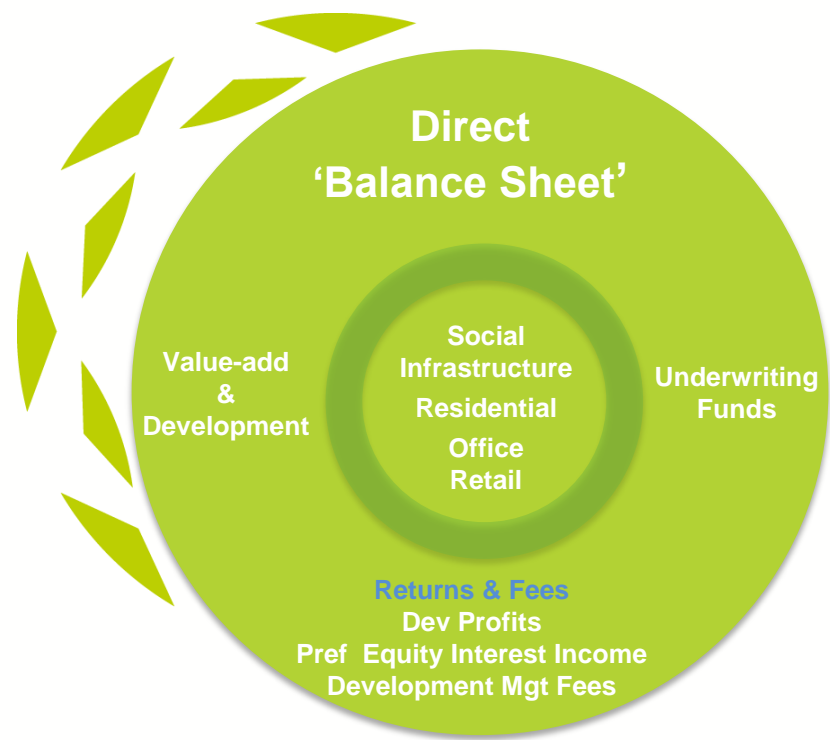 Direct
‘Balance Sheet’
Value-add
&
Development
Social
Infrastructure
Residential
Office
Retail
Underwriting
Funds
Returns & Fees
Dev Profits
Pref Equity Interest Income
Development Mgt Fees